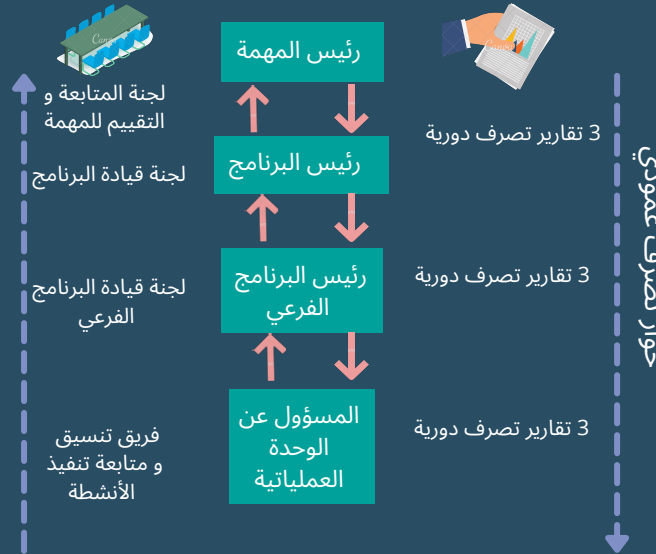 رئيس المهمة
لجنة المتابعة و
التقييم للمهمة
3 تقارير تصرف دورية
رئيس البرنامج
لجنة قيادة البرنامج
حوار تصرف عمودي
رئيس البرنامج
الفرعي
3 تقارير تصرف دورية
لجنة قيادة البرنامج
الفرعي
المسؤول عن
الوحدة
العملياتية
3 تقارير تصرف دورية
فريق تنسيق
و متابعة تنفيذ
الأنشطة